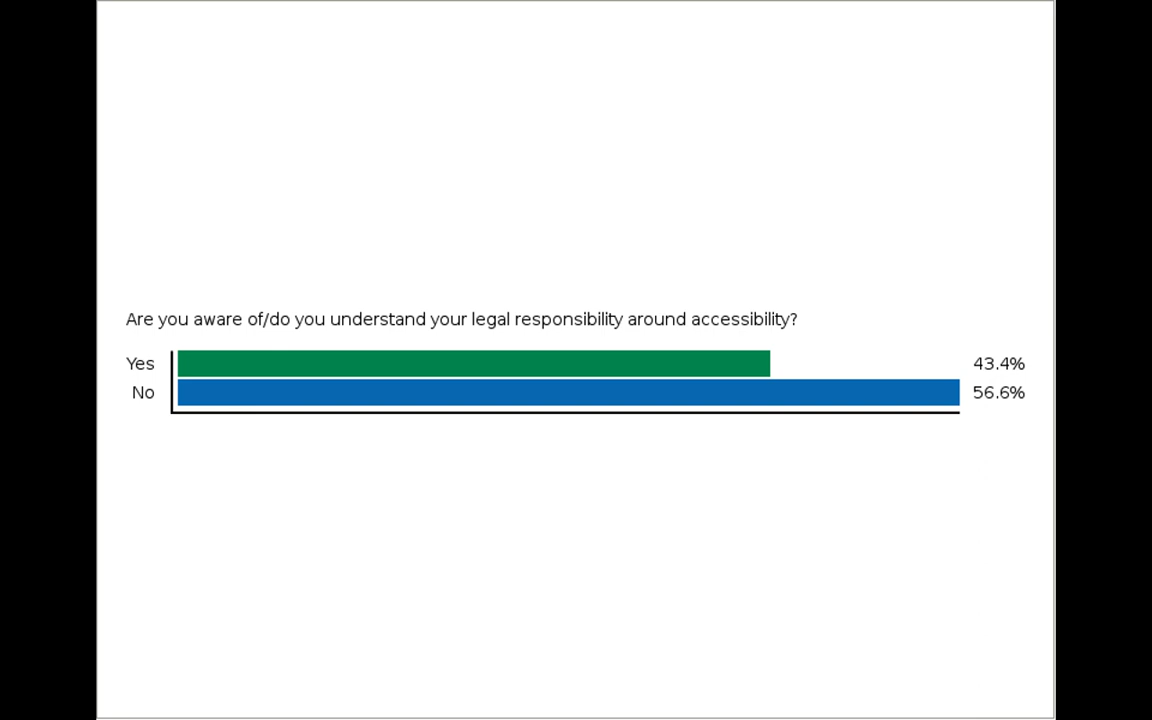 Are you aware of/do you understand your legal responsibility around accessibility?
Yes 43.4%
No 56.6%